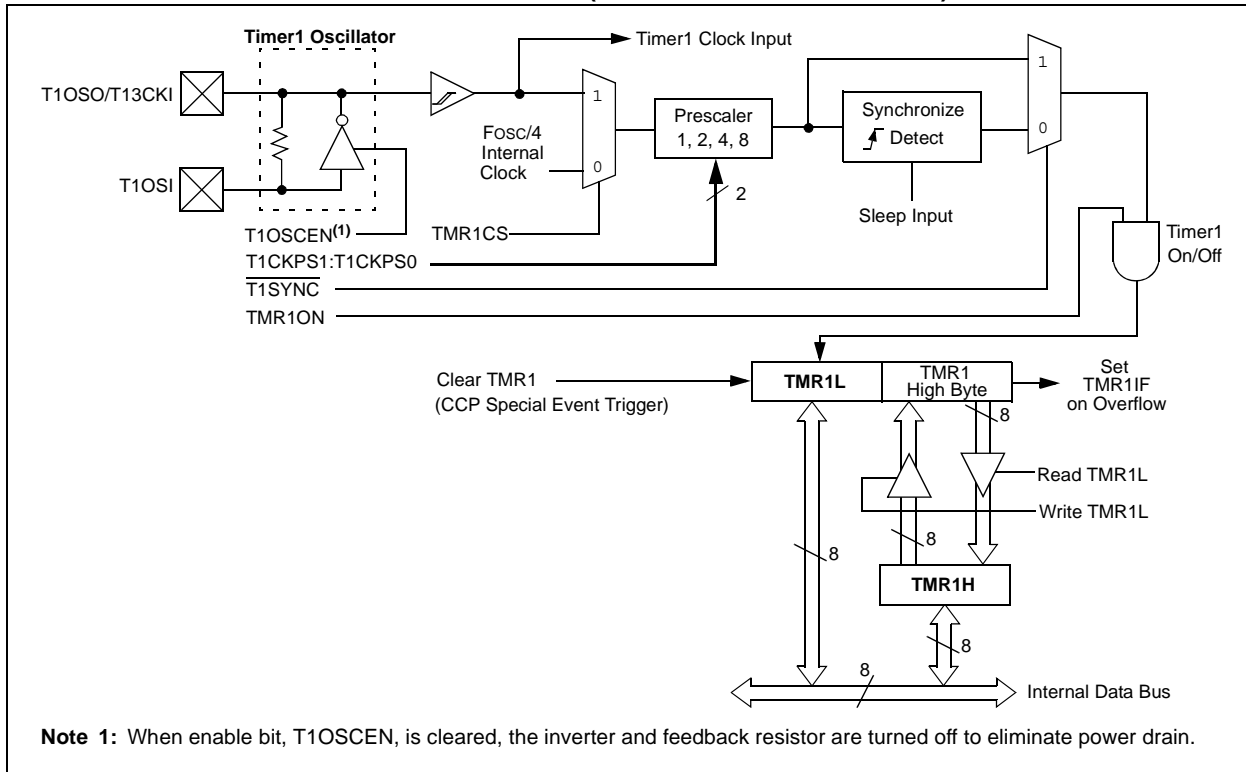 Timer1 Oscillator
Timer1 Clock Input
T1OSO/T13CKI
1
1
FOSC/4
Internal
Clock
0
Prescaler
1, 2, 4, 8
Synchronize
Detect
0
T1OSI
2
Sleep Input
T1OSCEN(1)
TMR1CS
Timer1
On/Off
T1CKPS1:T1CKPS0
T1SYNC
TMR1ON
Clear TMR1
(CCP Special Event Trigger)
TMR1L
TMR1
High Byte
Set
TMR1IF
on Overflow
8
Read TMR1L
Write TMR1L
8
8
TMR1H
8
8
Internal Data Bus
Note 1: When enable bit, T1OSCEN, is cleared, the inverter and feedback resistor are turned off to eliminate power drain.